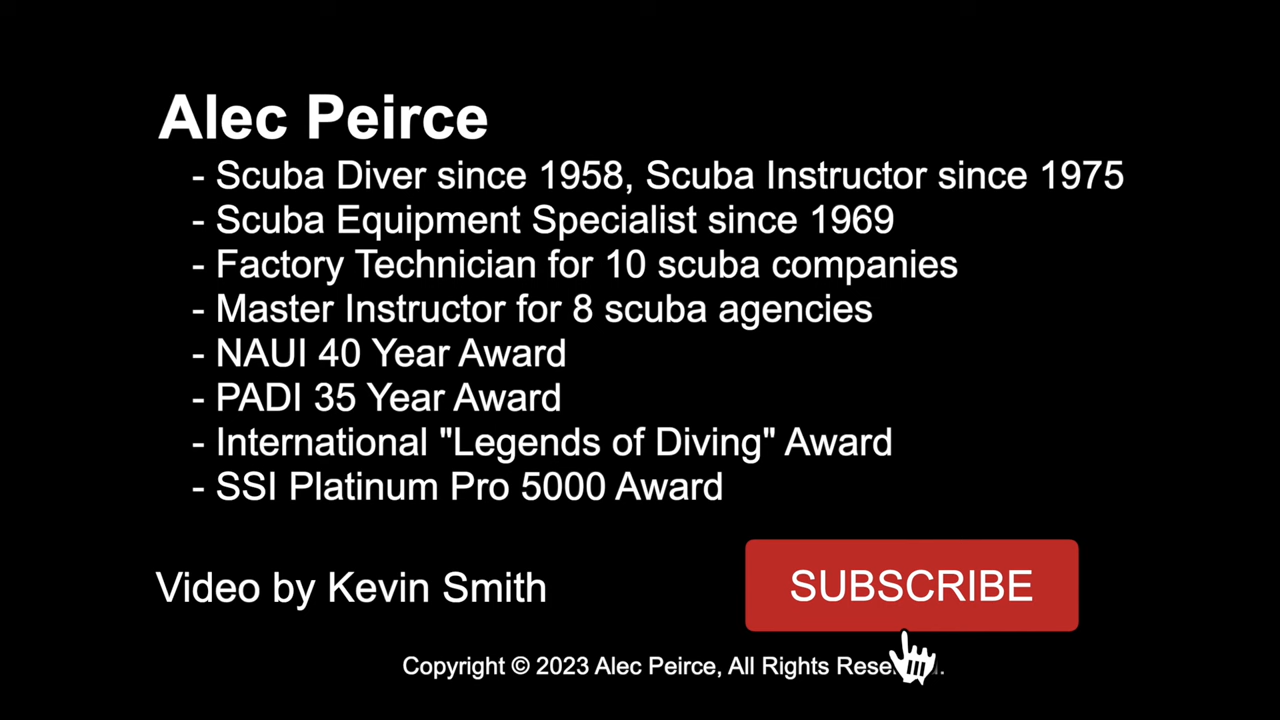 Alec Peirce
- Scuba Diver since 1958, Scuba Instructor since 1975
- Scuba Equipment Specialist since 1969
- Factory Technician for 10 scuba companies
- Master Instructor for 8 scuba agencies
- NAUI 40 Year Award
- PADI 35 Year Award
- International "Legends of Diving" Award
- SSI Platinum Pro 5000 Award
Video by Kevin Smith
SUBSCRIBE
Copyright © 2023 Alec Peirce, All Rights